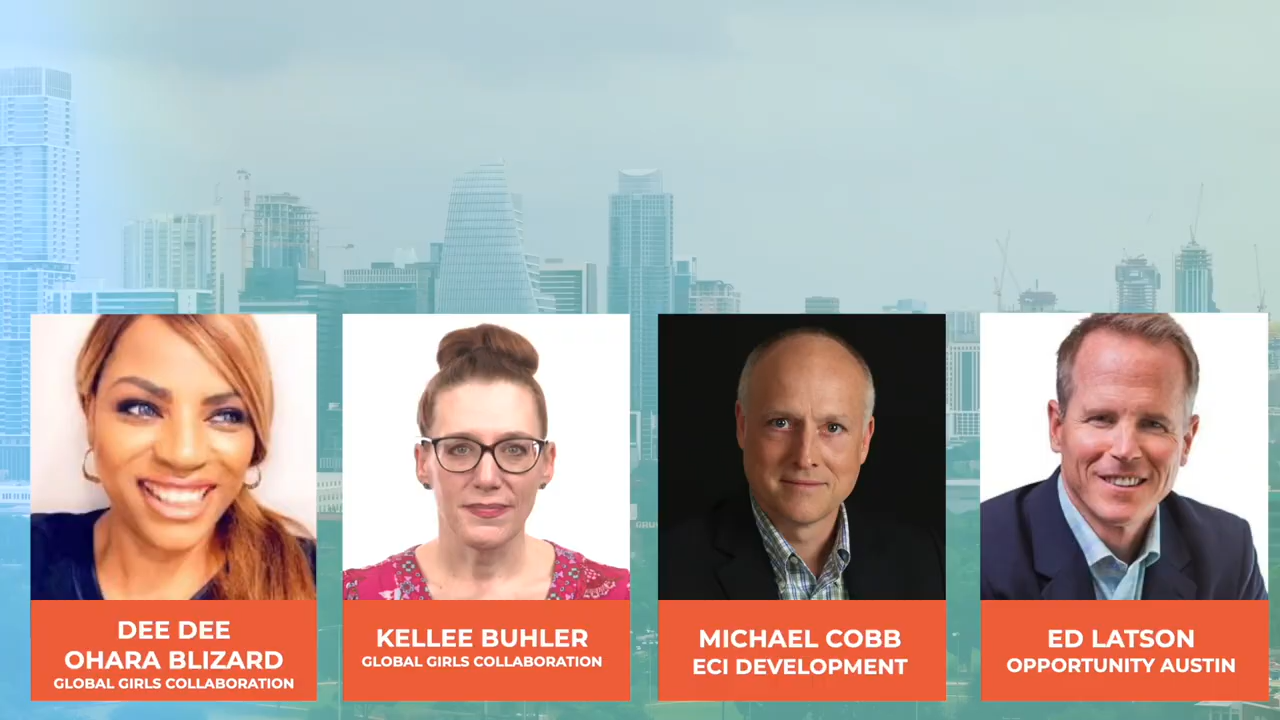 DEE DEE
OHARA BLIZARD
GLOBAL GIRLS COLLABORATION
KELLEE BUHLER
GLOBAL GIRLS COLLABORATION
MICHAEL COBB
ECI DEVELOPMENT
ED LATSON
OPPORTUNITY AUSTIN